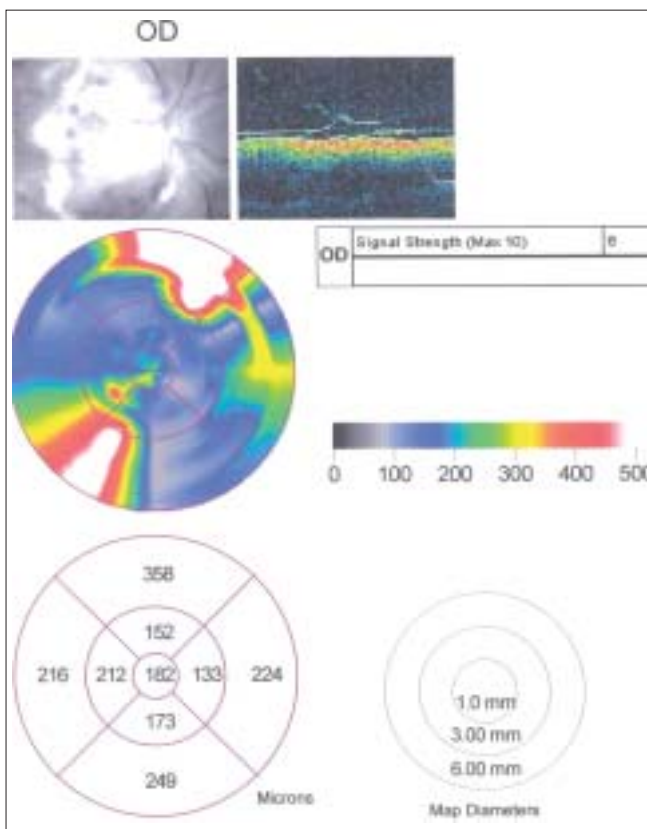 OD
OD Signal Strength (Max 10) 6
0 100 200 300 400 500
358
152
216 212 182 133 224
173
249
Microns
1.0 mm
3.00 mm
6.00 mm
Map Diameters